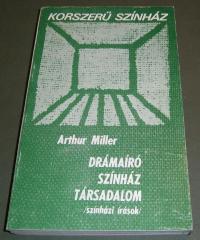 KORSZERŰ SZÍNHÁZ
Arthur Miller
DRÁMAÍRÓ
SZÍNHÁZ
TÁRSADALOM
/színházi írások/